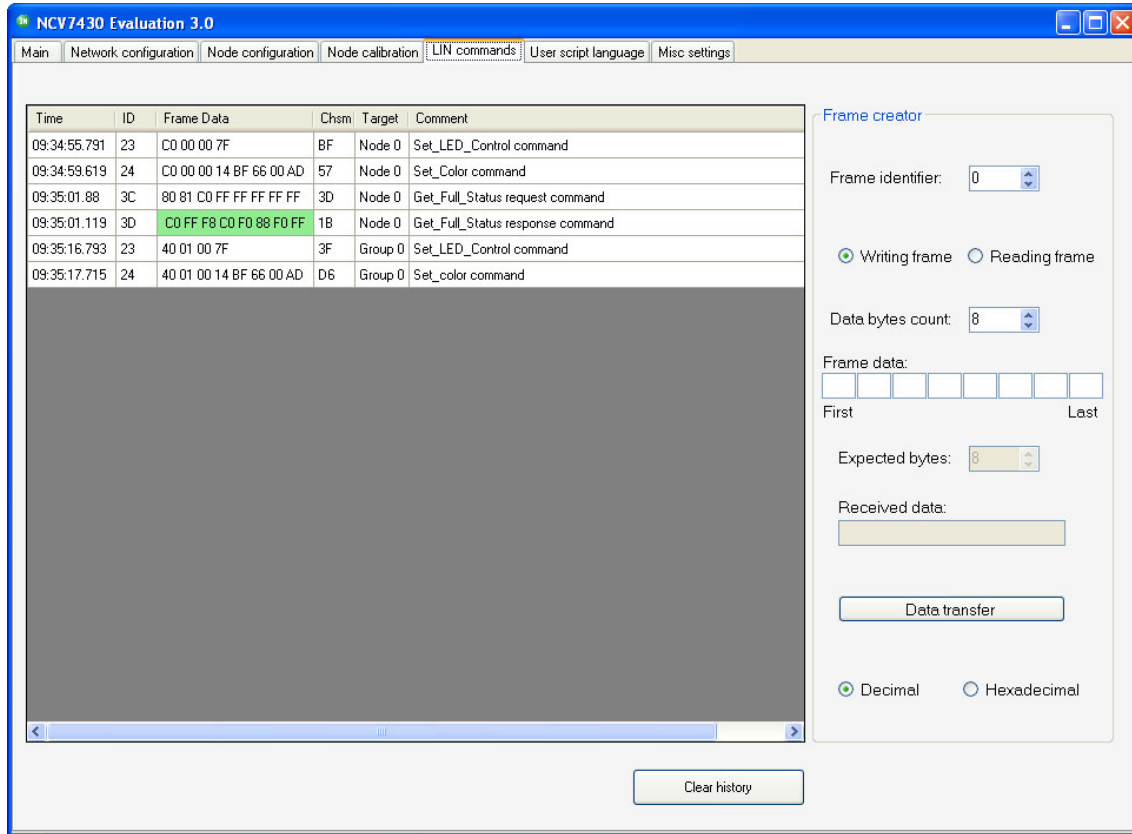 NCV7430 Evaluation 3.0
Main Network configuration Node configuration Node calibration LIN commands User script language Misc settings
Time ID Frame Data Chsm Target Comment
09:34:55.791 23 C0 00 00 7F BF Node 0 Set_LED_Control command
09:34:59.619 24 C0 00 00 14 BF 66 00 AD 57 Node 0 Set_Color command
09:35:01.88 3C 80 81 C0 FF FF FF FF FF 3D Node 0 Get_Full_Status request command
09:35:01.119 3D C0 FF F8 C0 F0 88 F0 FF 1B Node 0 Get_Full_Status response command
09:35:16.793 23 40 01 00 7F 3F Group 0 Set_LED_Control command
09:35:17.715 24 40 01 00 14 BF 66 00 AD D6 Group 0 Set_color command
Frame creator
Frame identifier: 0
Writing frame Reading frame
Data bytes count: 8
Frame data:
First Last
Expected bytes: 8
Received data:
Data transfer
Decimal Hexadecimal
Clear history